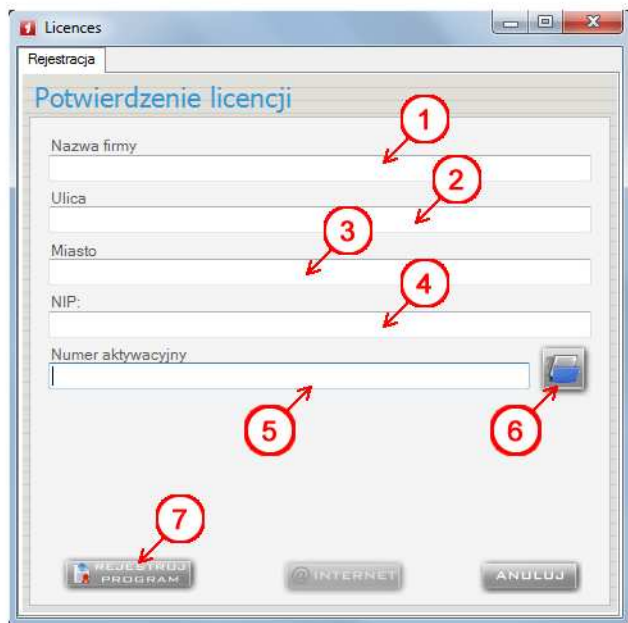 Licences
Rejestracja
Potwierdzenie licencji
1
Nazwa firmy
2
Ulica
3
Miasto
4
NIP:
Numer aktywacyjny
5
6
7
REJESTRUJ
PROGRAM
@ INTERNET
ANULUJ